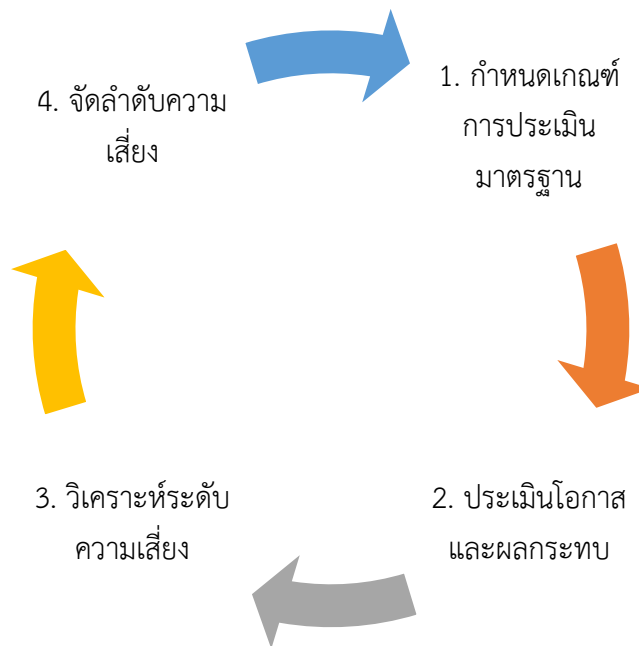 1. กำหนดเกณฑ์
การประเมิน
มาตรฐาน
2. ประเมินโอกาส
และผลกระทบ
3. วิเคราะห์ระดับ
ความเสี่ยง
4. จัดลำดับความ
เสี่ยง